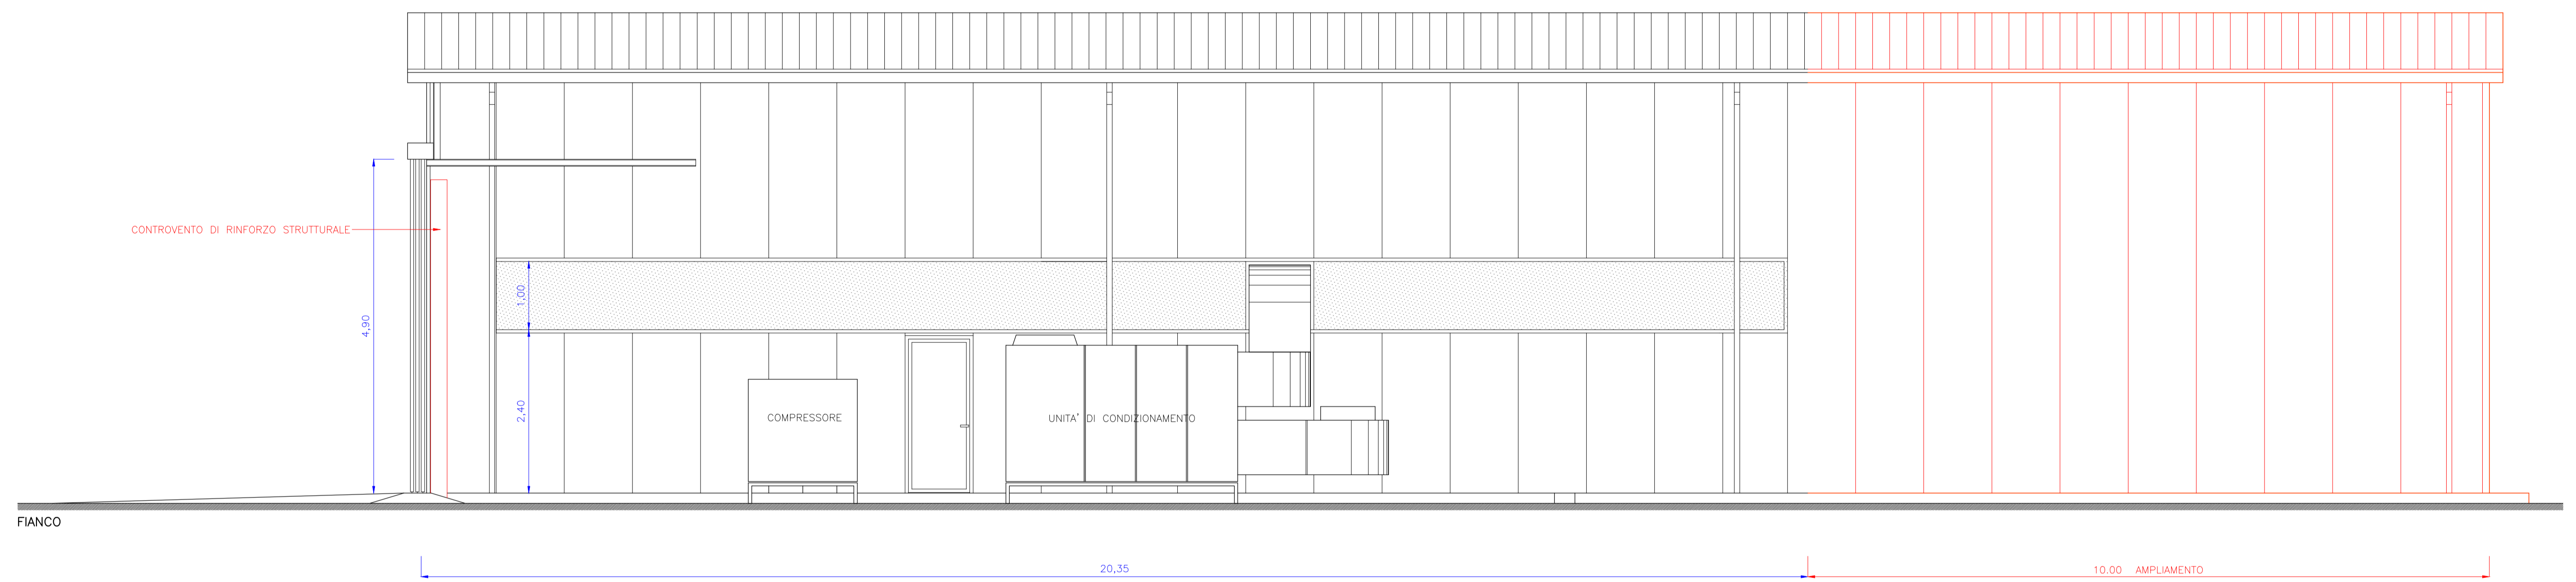 CONTROVENTO DI RINFORZO STRUTTURALE
4,90
1,00
2,40
COMPRESSORE
UNITA' DI CONDIZIONAMENTO
FIANCO
20,35
10.00 AMPLIAMENTO